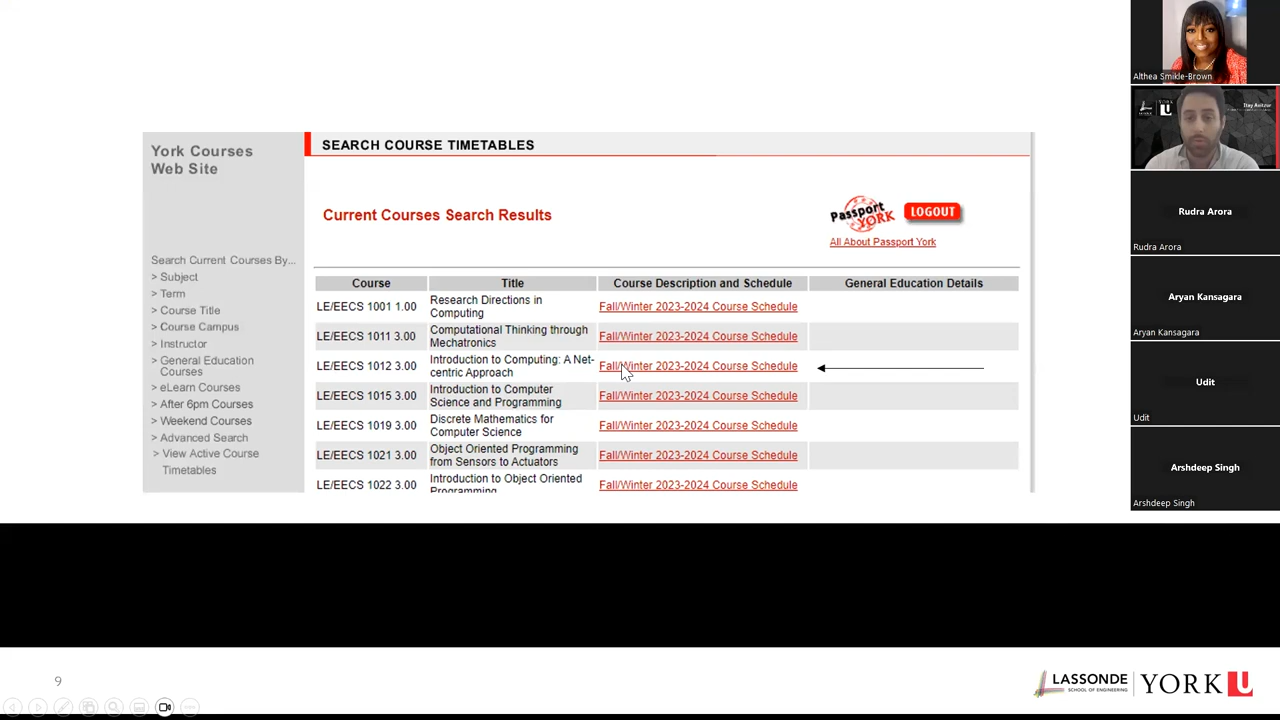 York Courses
Web Site
SEARCH COURSE TIMETABLES
Current Courses Search Results
Passport
YORK
LOGOUT
All About Passport York
Search Current Courses By...
> Subject
> Term
> Course Title
> Course Campus
> Instructor
> General Education
Courses
> eLearn Courses
> After 6pm Courses
> Weekend Courses
> Advanced Search
> View Active Course
Timetables
Course Title Course Description and Schedule General Education Details
LE/EECS 1001 1.00 Research Directions in Computing Fall/Winter 2023-2024 Course Schedule
LE/EECS 1011 3.00 Computational Thinking through Mechatronics Fall/Winter 2023-2024 Course Schedule
LE/EECS 1012 3.00 Introduction to Computing: A Net-centric Approach Fall/Winter 2023-2024 Course Schedule
LE/EECS 1015 3.00 Introduction to Computer Science and Programming Fall/Winter 2023-2024 Course Schedule
LE/EECS 1019 3.00 Discrete Mathematics for Computer Science Fall/Winter 2023-2024 Course Schedule
LE/EECS 1021 3.00 Object Oriented Programming from Sensors to Actuators Fall/Winter 2023-2024 Course Schedule
LE/EECS 1022 3.00 Introduction to Object Oriented Programming Fall/Winter 2023-2024 Course Schedule
9
LASSONDE
SCHOOL OF ENGINEERING
YORK U
Althea Smikle-Brown
YORK
U
Rudra Arora
Rudra Arora
Aryan Kansagara
Aryan Kansagara
Udit
Udit
Arshdeep Singh
Arshdeep Singh